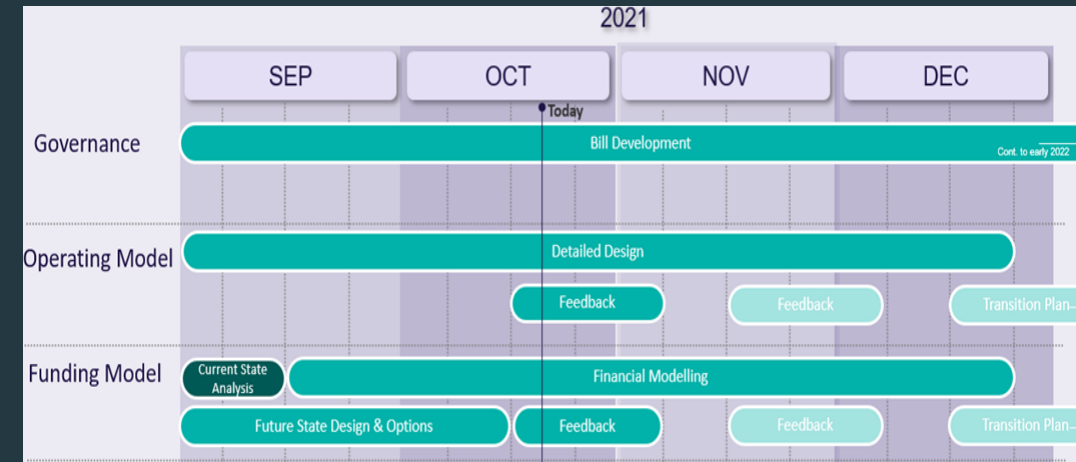 2021
SEP OCT NOV DEC
Today
Governance
Bill Development
Cont. to early 2022
Operating Model
Detailed Design
Feedback Feedback Transition Plan
Funding Model
Current State
Analysis
Financial Modelling
Future State Design & Options Feedback Feedback Transition Plan